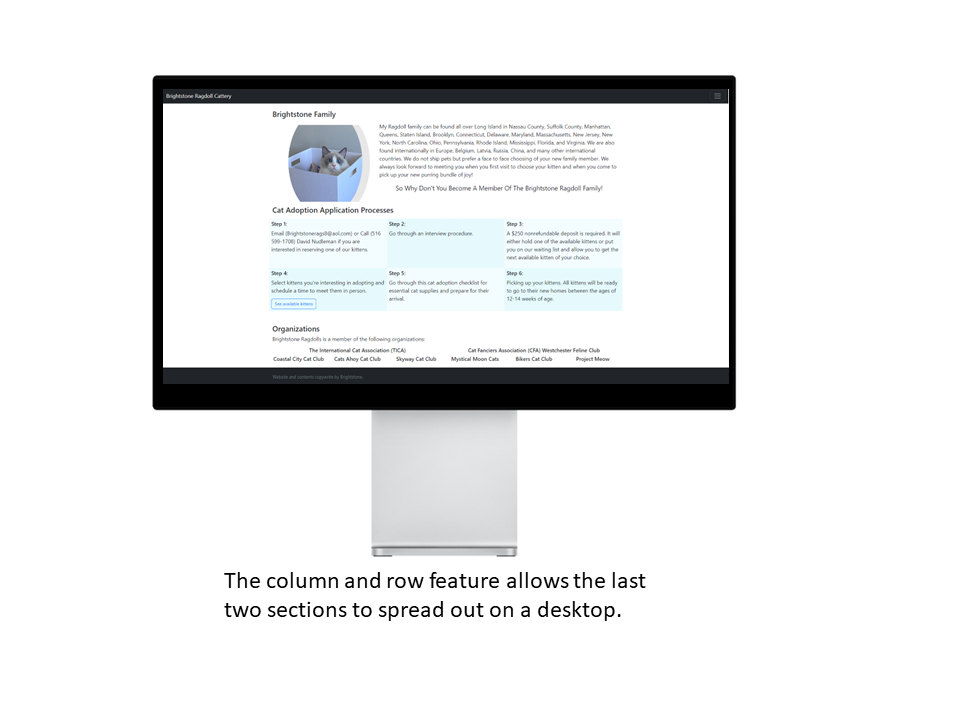 Brightstone Ragdoll Cattery
Brightstone Family
My Ragdoll family can be found all over Long Island in Nassau County, Suffolk County, Manhattan,
Queens, Staten Island, Brooklyn, Connecticut, Delaware, Maryland, Massachusetts, New Jersey, New
York, North Carolina, Ohio, Pennsylvania, Rhode Island, Mississippi, Florida, and Virginia. We are also
found internationally in Europe, Belgium, Latvia, Russia, China, and many other international
countries. We do not ship pets but prefer a face to face choosing of your new family member. We
always look forward to meeting you when you first visit to choose your kitten and when you come to
pick up your new purring bundle of joy!
So Why Don't You Become A Member Of The Brightstone Ragdoll Family!
Cat Adoption Application Processes
Step 1:
Email (Brightstonerags8@aol.com) or Call (516
599-1708) David Nudleman if you are
interested in reserving one of our kittens.
Step 2:
Go through an interview procedure.
Step 3:
A $250 nonrefundable deposit is required. It will
either hold one of the available kittens or put
you on our waiting list and allow you to get the
next available kitten of your choice.
Step 4:
Select kittens you're interesting in adopting and
schedule a time to meet them in person.
See available kittens
Step 5:
Go through this cat adoption checklist for
essential cat supplies and prepare for their
arrival.
Step 6:
Picking up your kittens. All kittens will be ready
to go to their new homes between the ages of
12-14 weeks of age.
Organizations
Brightstone Ragdolls is a member of the following organizations:
The International Cat Association (TICA) Cat Fanciers Association (CFA) Westchester Feline Club
Coastal City Cat Club Cats Ahoy Cat Club Skyway Cat Club Mystical Moon Cats Bikers Cat Club Project Meow
Website and contents copywrite by Brightstone
The column and row feature allows the last
two sections to spread out on a desktop.